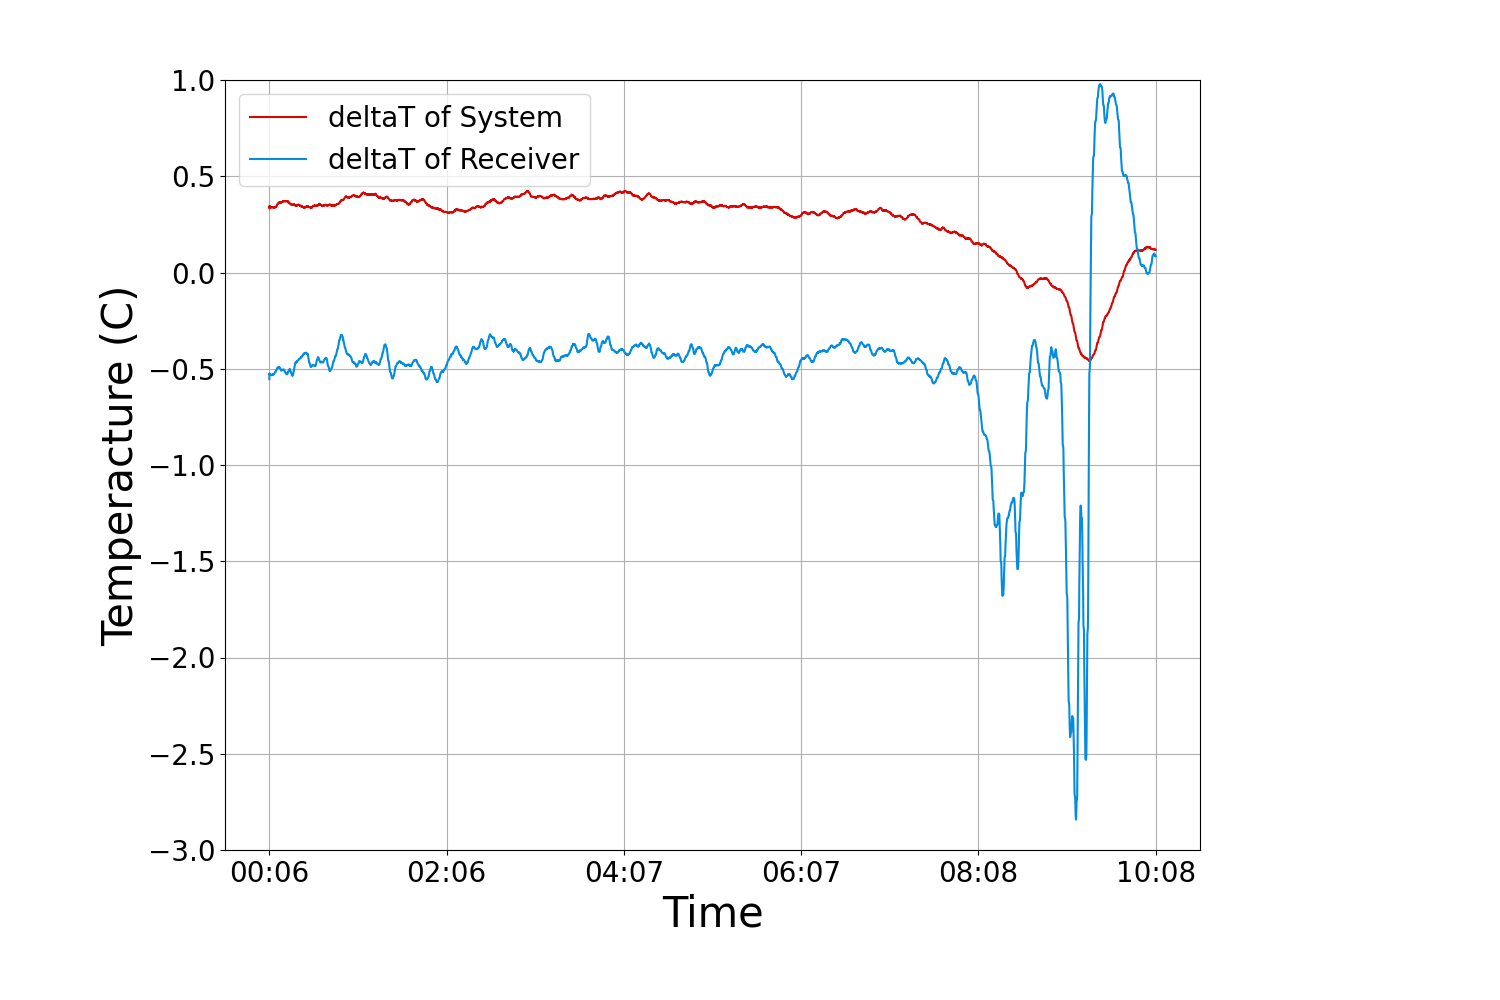 deltaT of System
deltaT of Receiver
1.0
0.5
0.0
−0.5
−1.0
−1.5
−2.0
−2.5
−3.0
Temperacture (C)
00:06 02:06 04:07 06:07 08:08 10:08
Time